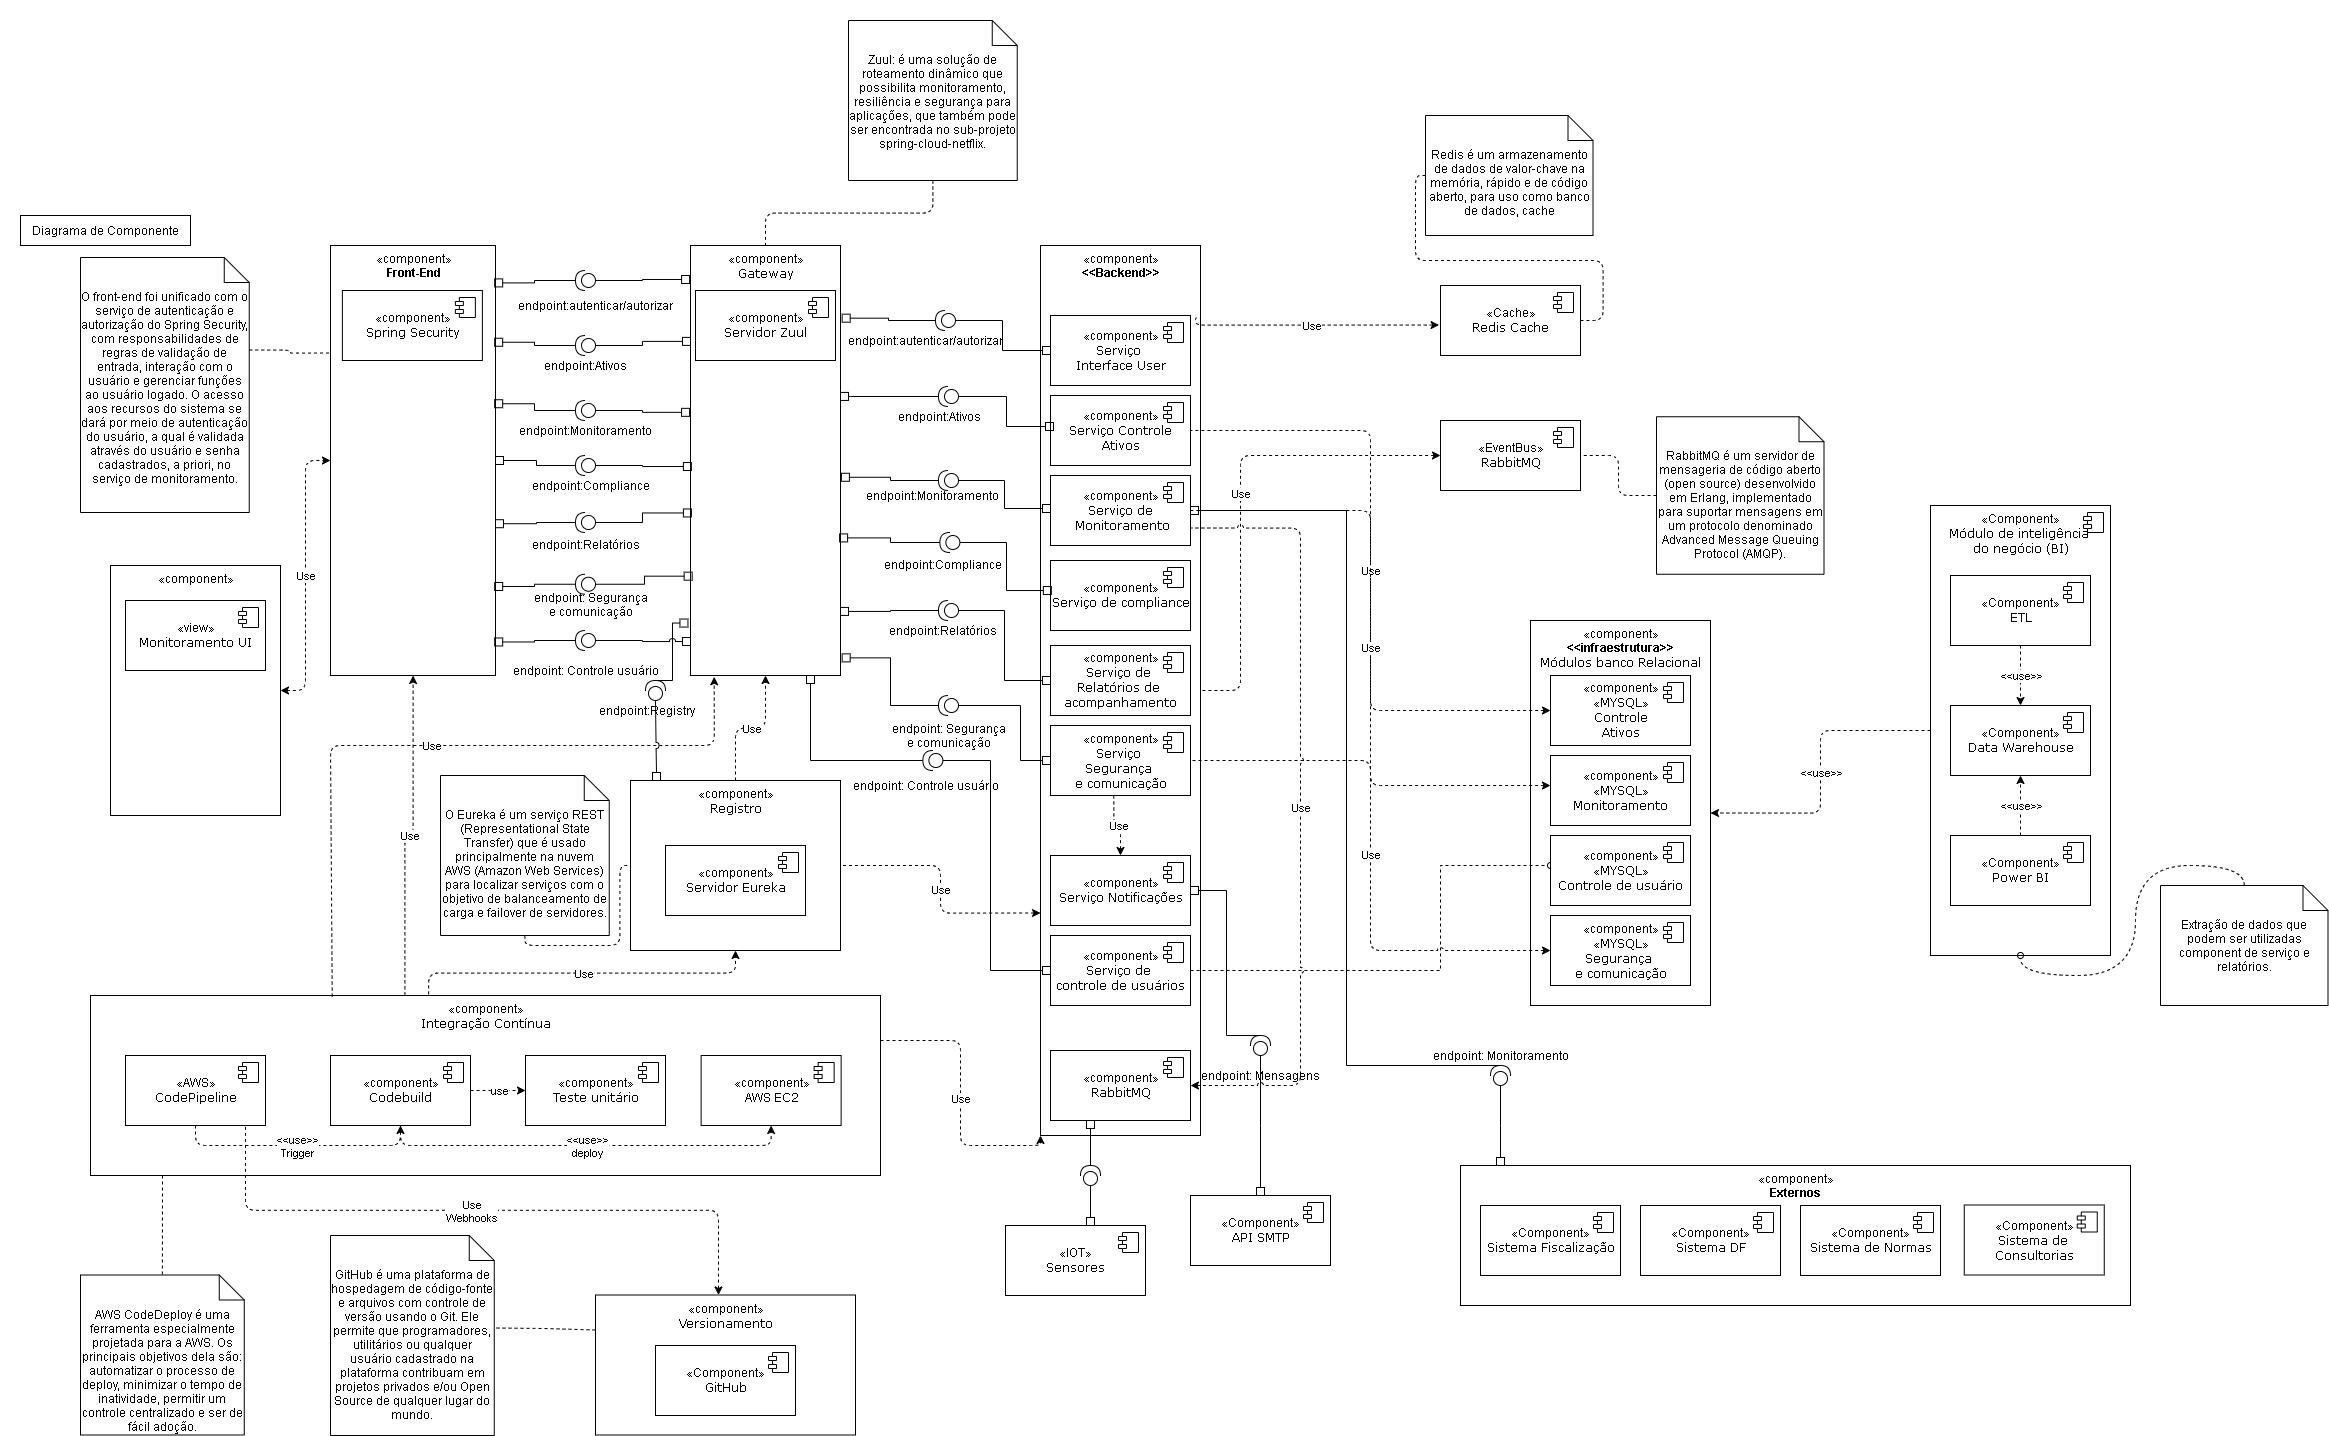 Zuul: é uma solução de
roteamento dinâmico que
possibilita monitoramento,
resiliência e segurança para
aplicações, que também pode
ser encontrada no sub-projeto
spring-cloud-netflix.
Redis é um armazenamento
de dados de valor-chave na
memória, rápido e de código
aberto, para uso como banco
de dados, cache
Diagrama de Componente
O front-end foi unificado com o
serviço de autenticação e
autorização do Spring Security,
com responsabilidades de
regras de validação de
entrada, interação com o
usuário e gerenciar funções
ao usuário logado. O acesso
aos recursos do sistema se
dará por meio de autenticação
do usuário, a qual é validada
através do usuário e senha
cadastrados, a priori, no
serviço de monitoramento.
«component»
Front-End
«component»
Spring Security
endpoint:autenticar/autorizar
endpoint:Ativos
endpoint:Monitoramento
endpoint:Compliance
endpoint:Relatórios
endpoint: Segurança
e comunicação
endpoint: Controle usuário
endpoint:Registry
«component»
Gateway
«component»
Servidor Zuul
endpoint:autenticar/autorizar
endpoint:Ativos
endpoint:Monitoramento
endpoint:Compliance
endpoint:Relatórios
endpoint: Segurança
e comunicação
endpoint: Controle usuário
«component»
<<Backend>>
«component»
Serviço
Interface User
«component»
Serviço Controle
Ativos
«component»
Serviço de
Monitoramento
«component»
Serviço de compliance
«component»
Serviço de
Relatórios de
acompanhamento
«component»
Serviço
Segurança
e comunicação
Use
«component»
Serviço Notificações
«component»
Serviço de
controle de usuários
«component»
RabbitMQ
Use
«Cache»
Redis Cache
Use
«EventBus»
RabbitMQ
RabbitMQ é um servidor de
mensageria de código aberto
(open source) desenvolvido
em Erlang, implementado
para suportar mensagens em
um protocolo denominado
Advanced Message Queuing
Protocol (AMQP).
Use
Use
Use
Use
«component»
<<infraestrutura>>
Módulos banco Relacional
«component»
«MYSQL»
Controle
Ativos
«component»
«MYSQL»
Monitoramento
«component»
«MYSQL»
Controle de usuário
«component»
«MYSQL»
Segurança
e comunicação
<<use>>
«Component»
Módulo de inteligência
do negócio (BI)
«Component»
ETL
<<use>>
«Component»
Data Warehouse
<<use>>
«Component»
Power BI
Extração de dados que
podem ser utilizadas
component de serviço e
relatórios.
«component»
«view»
Monitoramento UI
Use
Use
Use
Use
O Eureka é um serviço REST
(Representational State
Transfer) que é usado
principalmente na nuvem
AWS (Amazon Web Services)
para localizar serviços com o
objetivo de balanceamento de
carga e failover de servidores.
«component»
Registro
«component»
Servidor Eureka
Use
Use
«component»
Integração Contínua
«AWS»
CodePipeline
«component»
Codebuild
use
«component»
Teste unitário
«component»
AWS EC2
<<use>>
Trigger
<<use>>
deploy
Use
endpoint: Mensagens
endpoint: Monitoramento
Use
Webhooks
«IOT»
Sensores
«Component»
API SMTP
«component»
Externos
«Component»
Sistema Fiscalização
«Component»
Sistema DF
«Component»
Sistema de Normas
«Component»
Sistema de
Consultorias
AWS CodeDeploy é uma
ferramenta especialmente
projetada para a AWS. Os
principais objetivos dela são:
automatizar o processo de
deploy, minimizar o tempo de
inatividade, permitir um
controle centralizado e ser de
fácil adoção.
GitHub é uma plataforma de
hospedagem de código-fonte
e arquivos com controle de
versão usando o Git. Ele
permite que programadores,
utilitários ou qualquer
usuário cadastrado na
plataforma contribuam em
projetos privados e/ou Open
Source de qualquer lugar do
mundo.
«component»
Versionamento
«Component»
GitHub